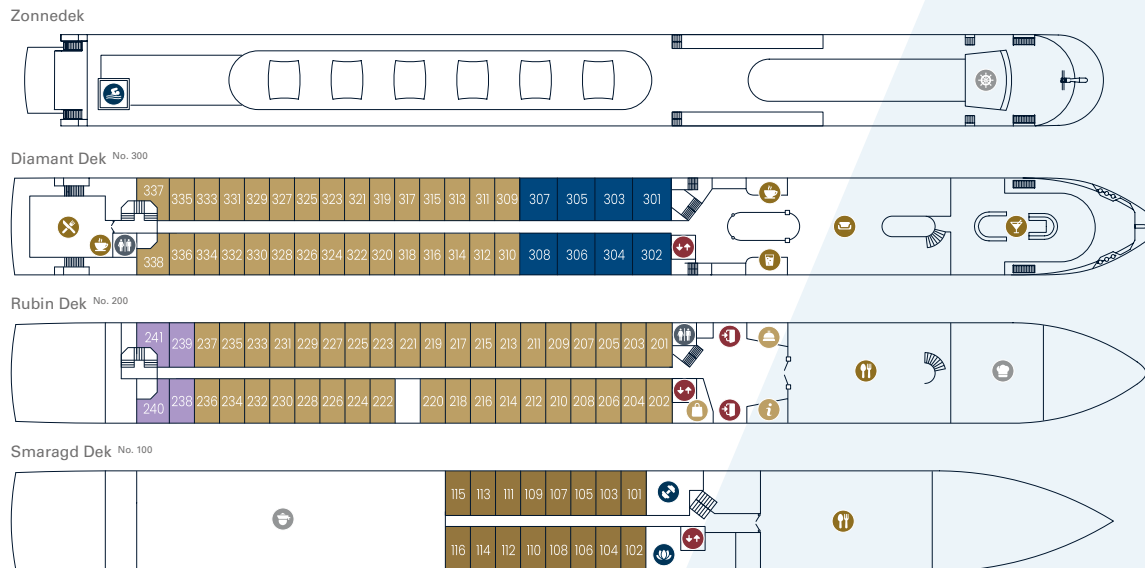 Zonnedek
Diamant Dek No. 300
337 335 333 331 329 327 325 323 321 319 317 315 313 311 309 307 305 303 301
338 336 334 332 330 328 326 324 322 320 318 316 314 312 310 308 306 304 302
Rubin Dek No. 200
241 239 237 235 233 231 229 227 225 223 221 219 217 215 213 211 209 207 205 203 201
240 238 236 234 232 230 228 226 224 222 220 218 216 214 212 210 208 206 204 202
i
Smaragd Dek No. 100
115 113 111 109 107 105 103 101
116 114 112 110 108 106 104 102